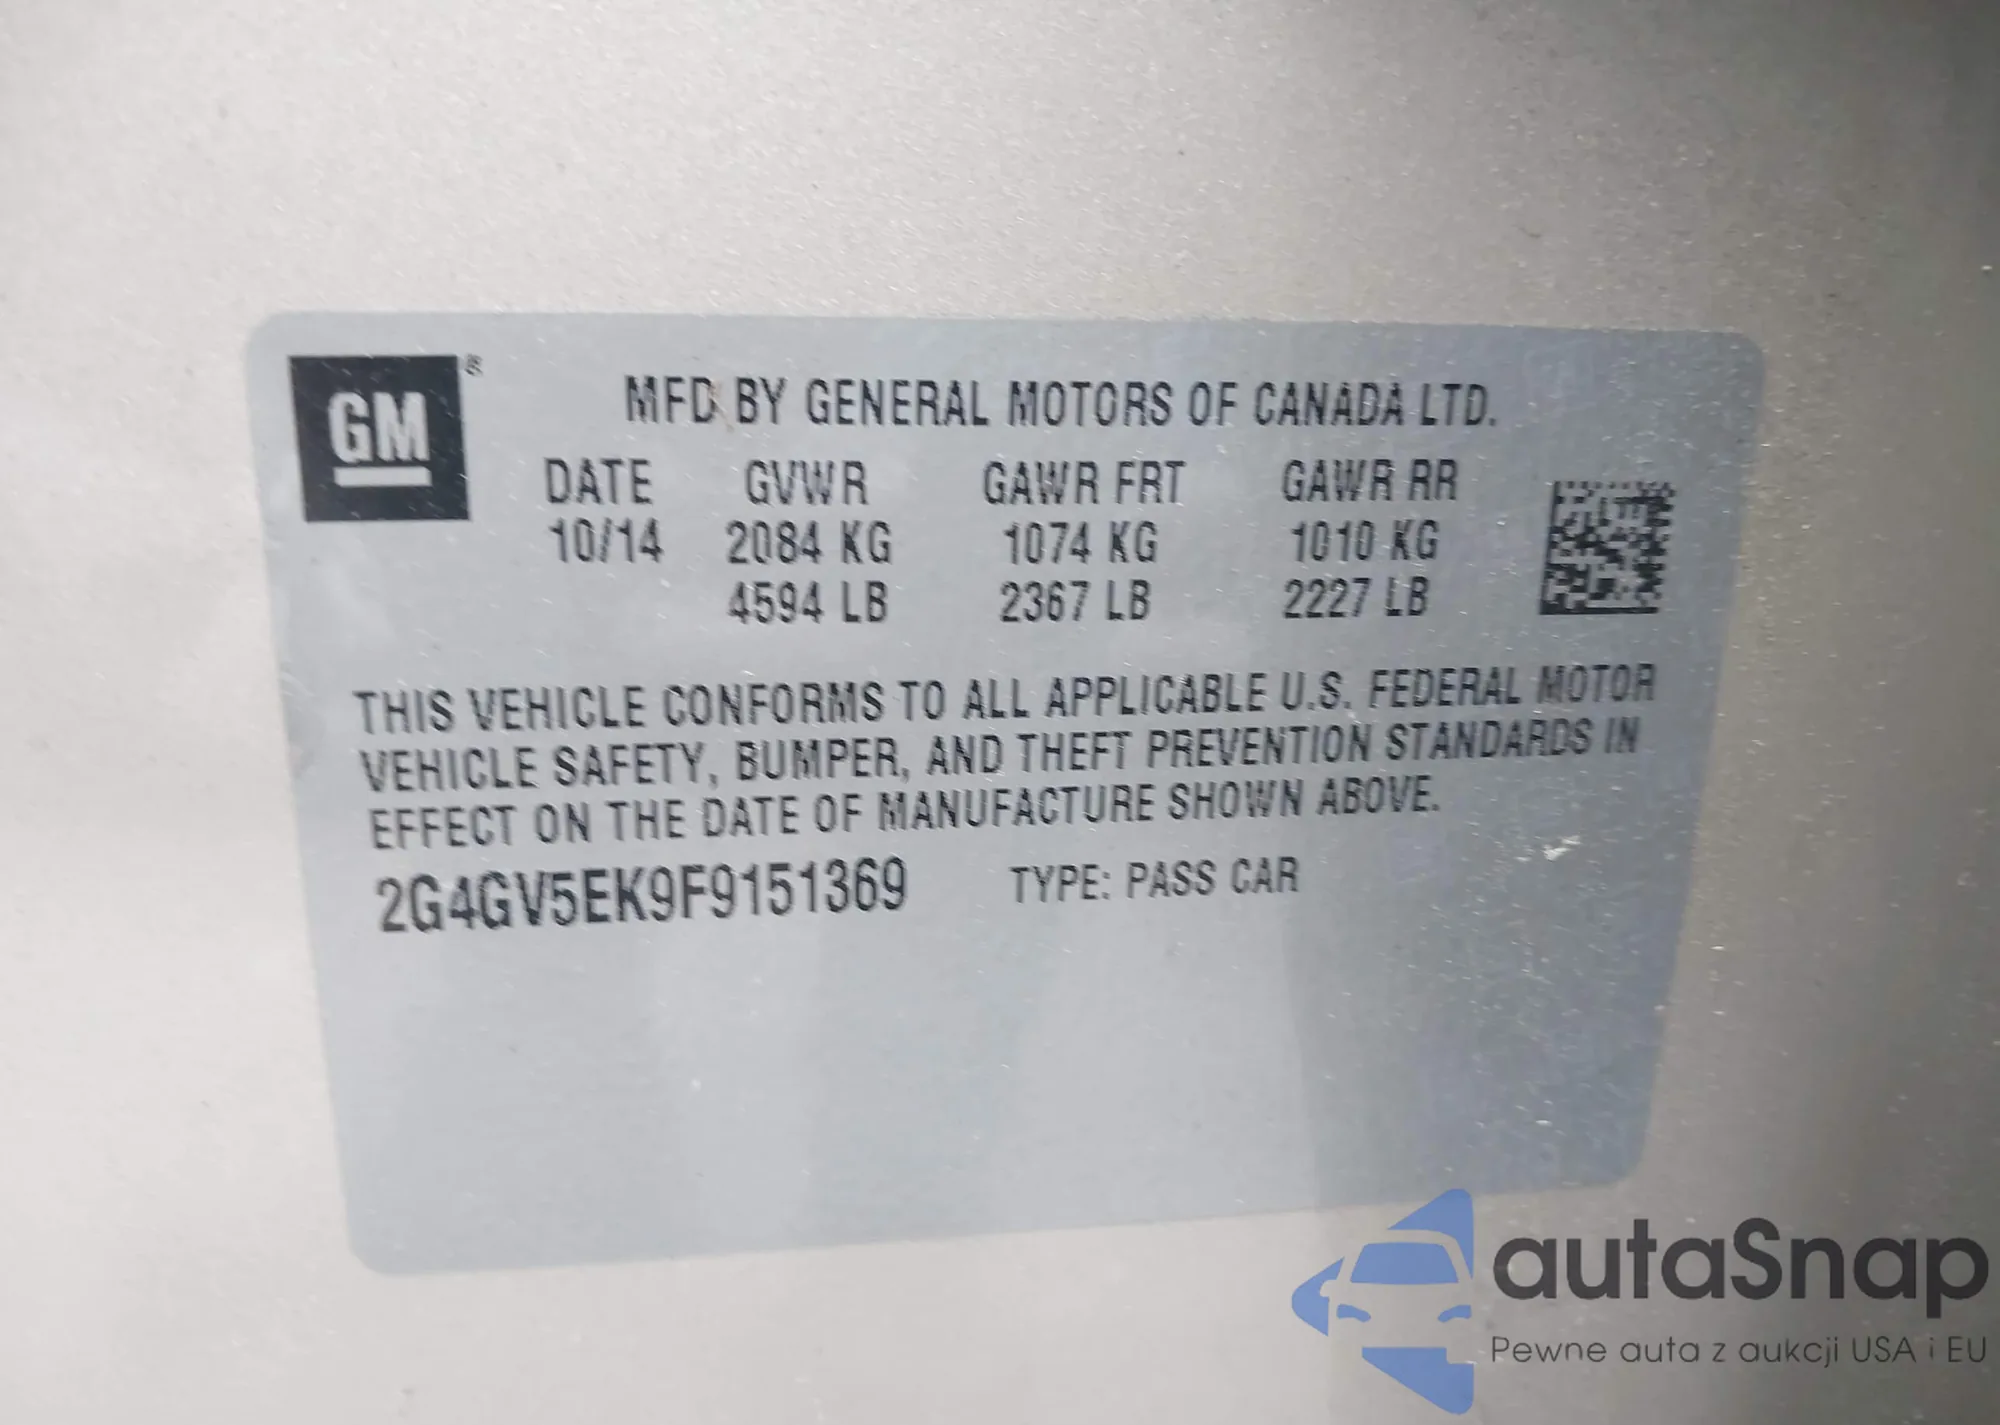 GM®
MFD BY GENERAL MOTORS OF CANADA LTD.
DATE GVWR GAWR FRT GAWR RR
10/14 2084 KG 1074 KG 1010 KG
4594 LB 2367 LB 2227 LB
THIS VEHICLE CONFORMS TO ALL APPLICABLE U.S. FEDERAL MOTOR
VEHICLE SAFETY, BUMPER, AND THEFT PREVENTION STANDARDS IN
EFFECT ON THE DATE OF MANUFACTURE SHOWN ABOVE.
2G4GV5EK9F9151369 TYPE: PASS CAR
autaSnap
Pewne auta z aukcji USA i EU